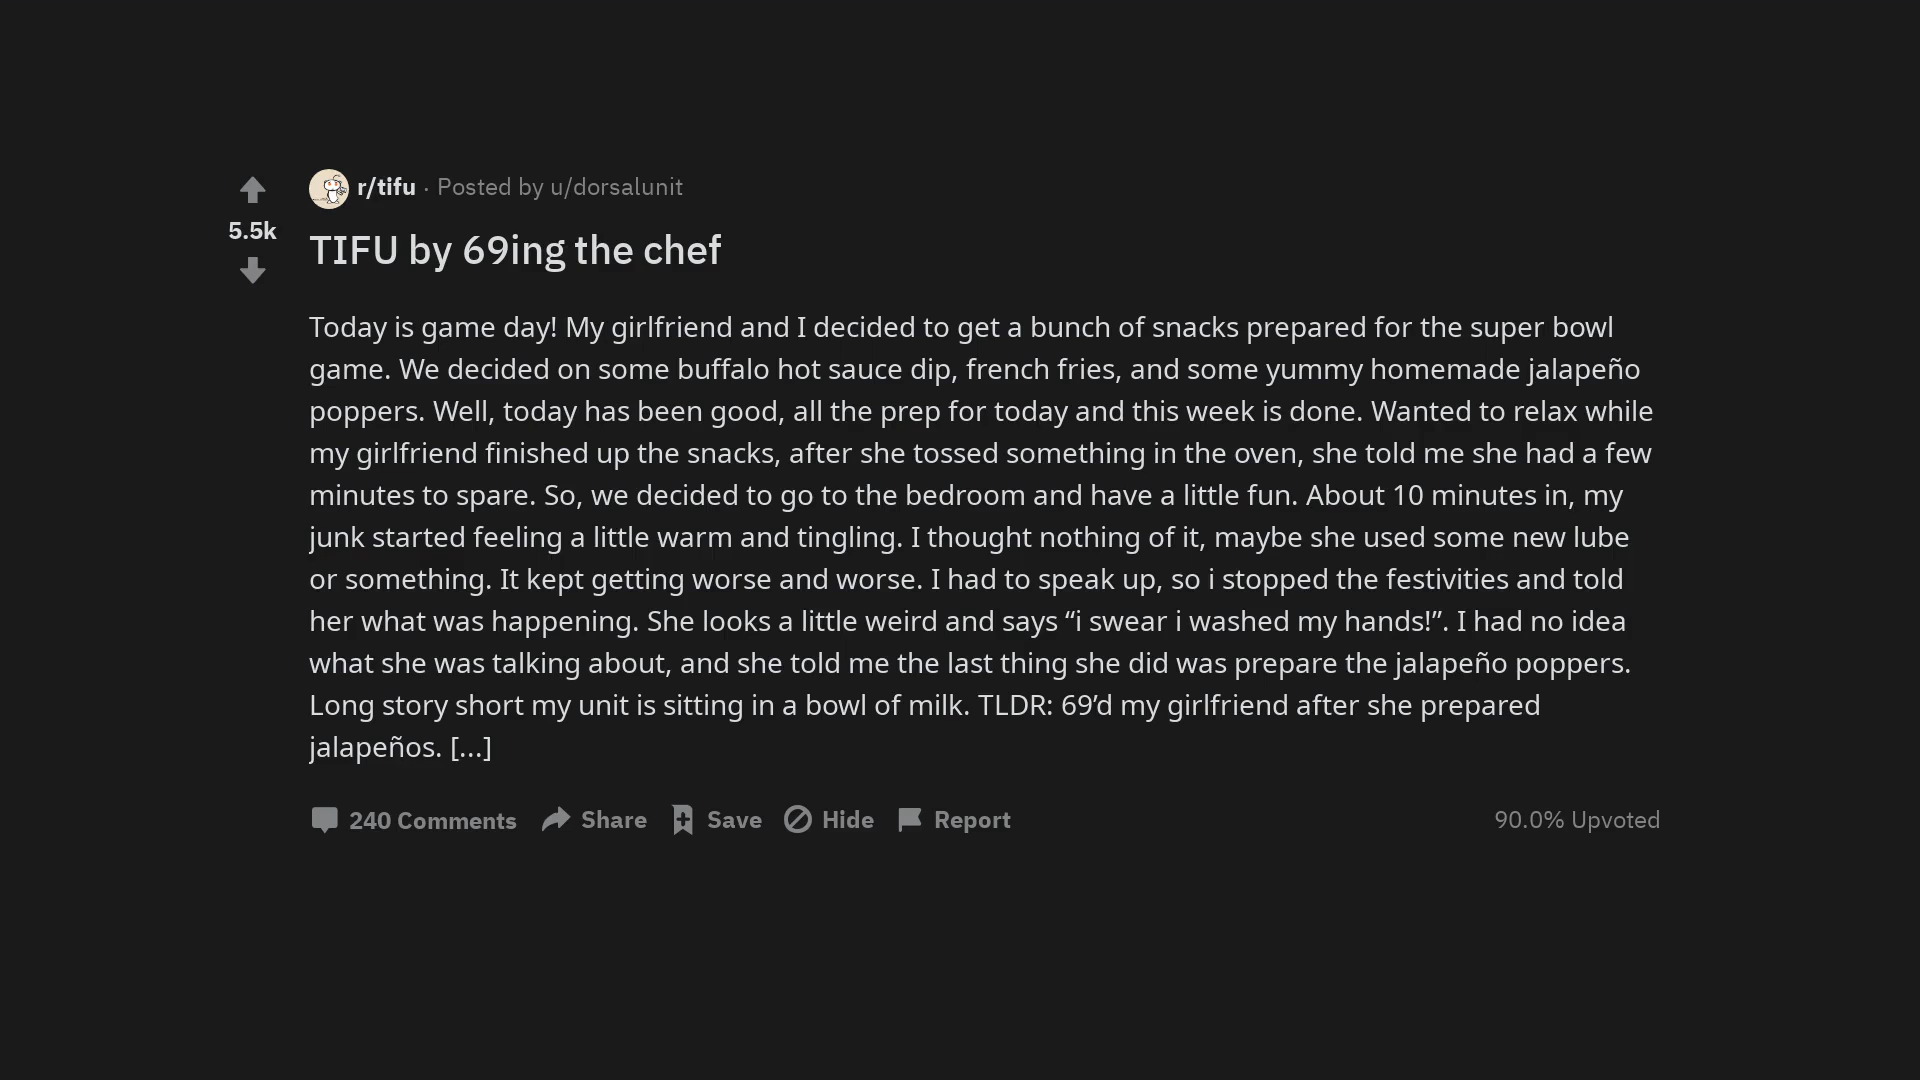 r/tifu · Posted by u/dorsalunit
5.5k
TIFU by 69ing the chef
Today is game day! My girlfriend and I decided to get a bunch of snacks prepared for the super bowl
game. We decided on some buffalo hot sauce dip, french fries, and some yummy homemade jalapeño
poppers. Well, today has been good, all the prep for today and this week is done. Wanted to relax while
my girlfriend finished up the snacks, after she tossed something in the oven, she told me she had a few
minutes to spare. So, we decided to go to the bedroom and have a little fun. About 10 minutes in, my
junk started feeling a little warm and tingling. I thought nothing of it, maybe she used some new lube
or something. It kept getting worse and worse. I had to speak up, so i stopped the festivities and told
her what was happening. She looks a little weird and says “i swear i washed my hands!”. I had no idea
what she was talking about, and she told me the last thing she did was prepare the jalapeño poppers.
Long story short my unit is sitting in a bowl of milk. TLDR: 69’d my girlfriend after she prepared
jalapeños. [...]
240 Comments Share Save Hide Report 90.0% Upvoted